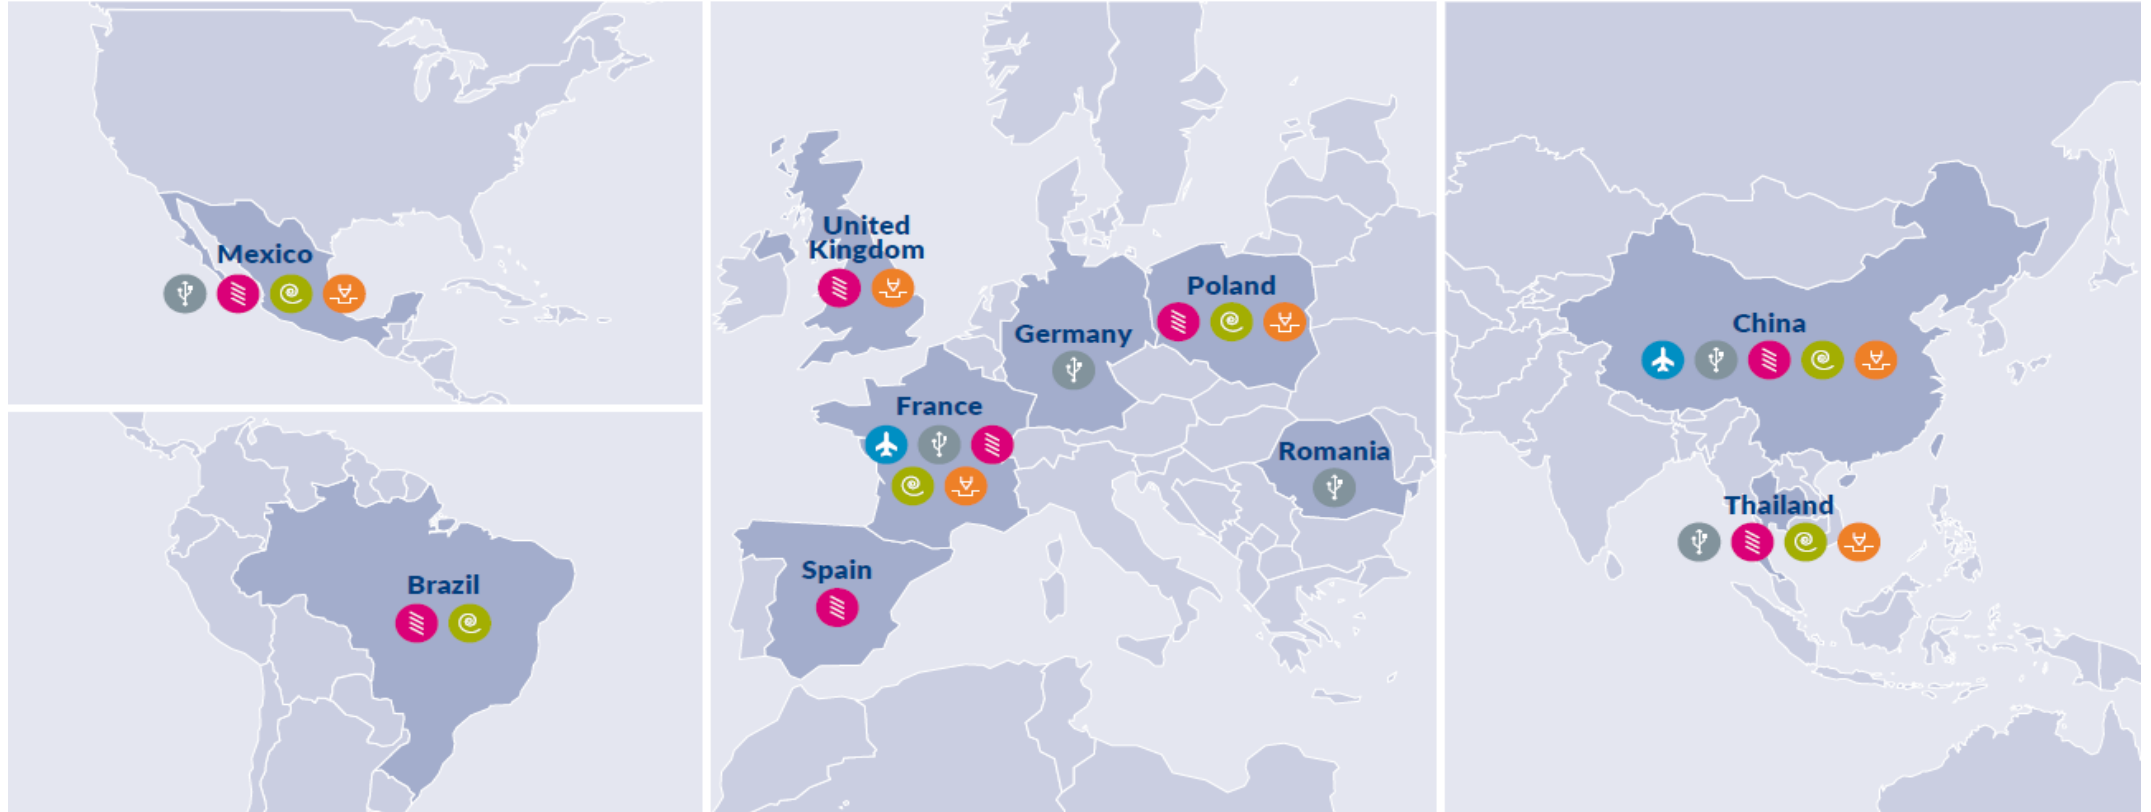 Mexico
Brazil
United
Kingdom
Poland
Germany
France
Romania
Spain
China
Thailand